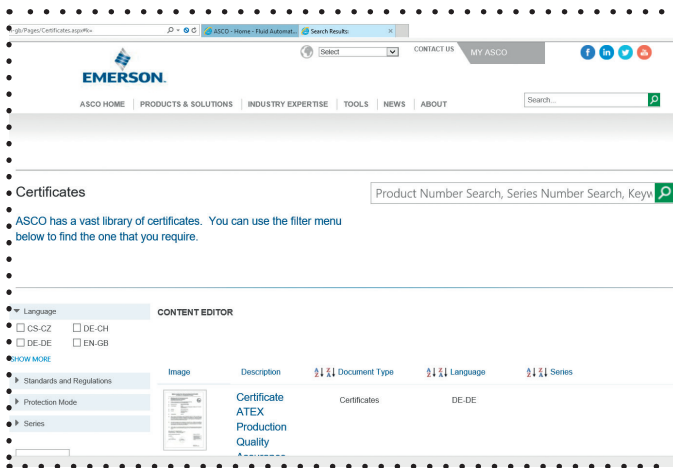 -gb/Pages/Certificates.aspx#k=
ASCO - Home - Fluid Automat...
Search Results:
Select
CONTACT US
MY ASCO
EMERSON.
ASCO HOME
PRODUCTS & SOLUTIONS
INDUSTRY EXPERTISE
TOOLS
NEWS
ABOUT
Search...
Certificates
Product Number Search, Series Number Search, Keyw
ASCO has a vast library of certificates. You can use the filter menu
below to find the one that you require.
Language
CONTENT EDITOR
CS-CZ
DE-CH
DE-DE
EN-GB
SHOW MORE
Image
Description
Document Type
Language
Series
Standards and Regulations
Protection Mode
Series
Certificate
ATEX
Production
Quality
Assurance
Certificates
DE-DE